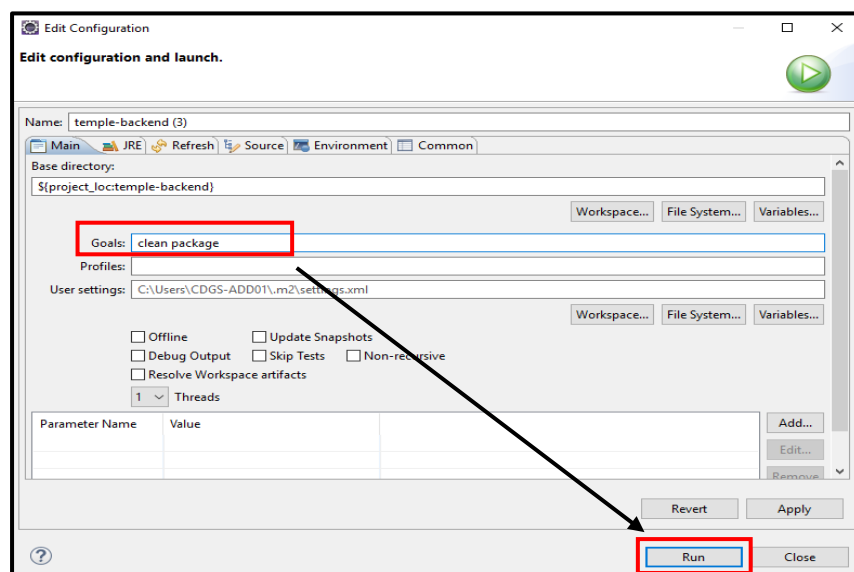 Edit Configuration
Edit configuration and launch.
Name: temple-backend (3)
Main JRE Refresh Source Environment Common
Base directory:
${project_loc:temple-backend}
Workspace... File System... Variables...
Goals: clean package
Profiles:
User settings: C:\Users\CDGS-ADD01\.m2\settings.xml
Workspace... File System... Variables...
Offline Update Snapshots
Debug Output Skip Tests Non-recursive
Resolve Workspace artifacts
1 Threads
Parameter Name Value Add...
Edit...
Remove
Revert Apply
? Run Close